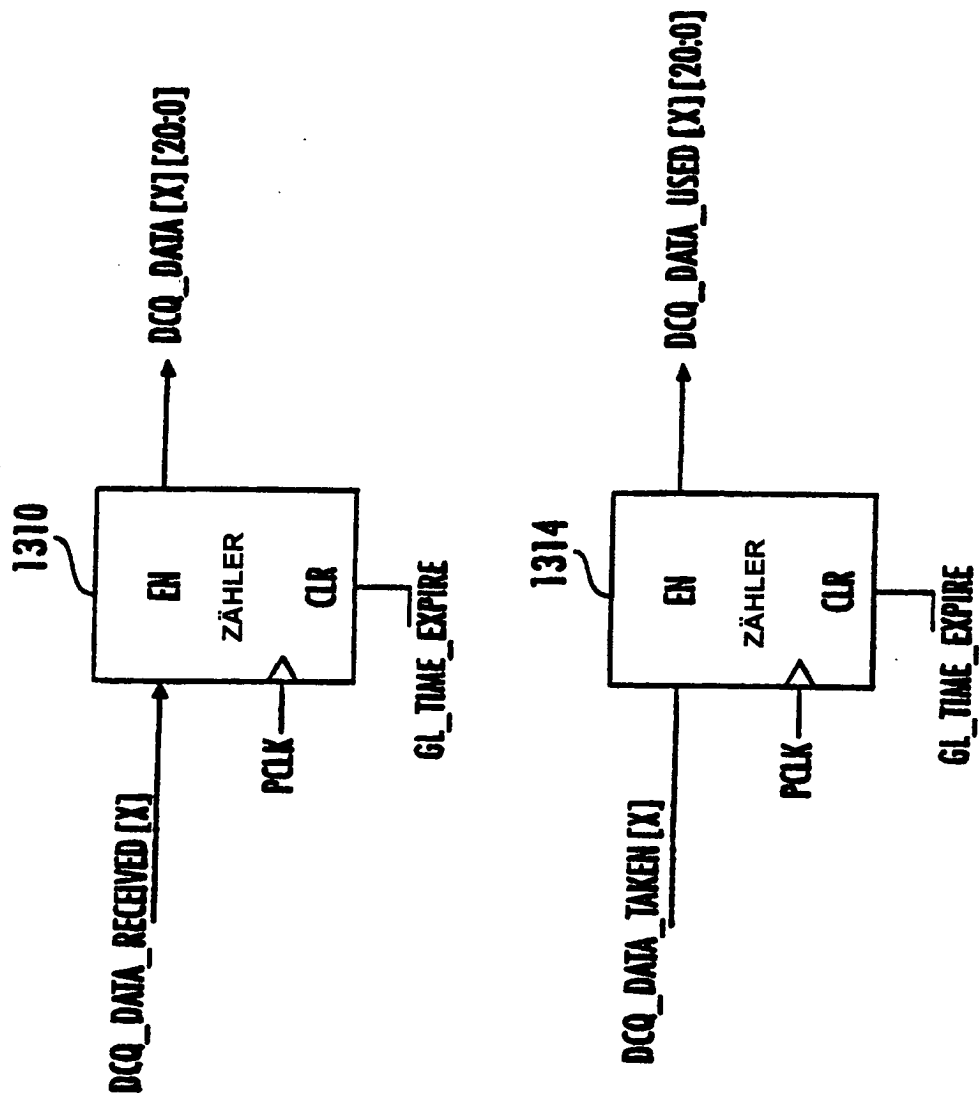 1310
DCQ_DATA_RECEIVED [X]
EN
DCQ_DATA [X] [20:0]
ZÄHLER
PCLK
CLR
GL_TIME_EXPIRE
1314
DCQ_DATA_TAKEN [X]
EN
DCQ_DATA_USED [X] [20:0]
ZÄHLER
PCLK
CLR
GL_TIME_EXPIRE